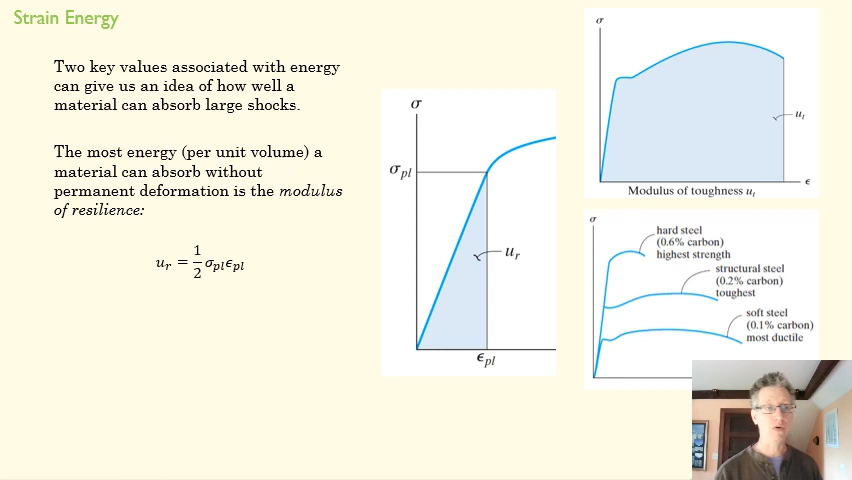 Strain Energy
Two key values associated with energy
can give us an idea of how well a
material can absorb large shocks.
The most energy (per unit volume) a
material can absorb without
permanent deformation is the modulus
of resilience:
u_r = 1/2 σ_pl ϵ_pl
σ
σ_pl
u_r
ϵ_pl
σ
u_t
ϵ
Modulus of toughness u_t
σ
hard steel
(0.6% carbon)
highest strength
structural steel
(0.2% carbon)
toughest
soft steel
(0.1% carbon)
most ductile